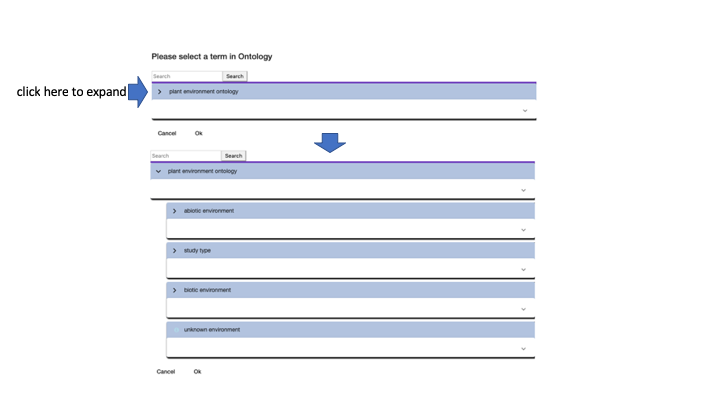 Please select a term in Ontology
Search Search
click here to expand
plant environment ontology
Cancel Ok
Search Search
plant environment ontology
abiotic environment
study type
biotic environment
unknown environment
Cancel Ok